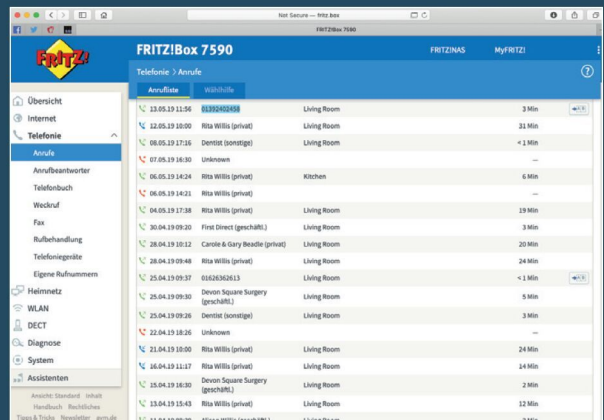 Not Secure — fritz.box
FRITZ!Box 7590
FRITZ!
FRITZ!Box 7590
FRITZ!NAS
MyFRITZ!
Telefonie > Anrufe
Anrufliste
Wählhilfe
Übersicht
Internet
Telefonie
Anrufe
Anrufbeantworter
Telefonbuch
Weckruf
Fax
Rufbehandlung
Telefoniegeräte
Eigene Rufnummern
Heimnetz
WLAN
DECT
Diagnose
System
Assistenten
Ansicht: Standard Inhalt
Handbuch Rechtliches
Tipps & Tricks Newsletter avm.de
13.05.19 11:56 01392402458 Living Room 3 Min
12.05.19 10:00 Rita Willis (privat) Living Room 31 Min
08.05.19 17:16 Dentist (sonstige) Living Room < 1 Min
07.05.19 16:30 Unknown —
06.05.19 14:24 Rita Willis (privat) Kitchen 6 Min
06.05.19 14:21 Rita Willis (privat) —
04.05.19 17:38 Rita Willis (privat) Living Room 19 Min
30.04.19 09:20 First Direct (geschäftl.) Living Room 3 Min
28.04.19 10:12 Carole & Gary Beadle (privat) Living Room 20 Min
28.04.19 09:48 Rita Willis (privat) Living Room 24 Min
25.04.19 09:37 01626362613 Living Room < 1 Min
25.04.19 09:30 Devon Square Surgery (geschäftl.) Living Room 5 Min
25.04.19 09:26 Dentist (sonstige) Living Room 3 Min
22.04.19 18:26 Unknown —
21.04.19 10:00 Rita Willis (privat) Living Room 24 Min
16.04.19 11:17 Rita Willis (privat) Living Room 14 Min
15.04.19 16:30 Devon Square Surgery (geschäftl.) Living Room 2 Min
13.04.19 15:43 Rita Willis (privat) Living Room 12 Min